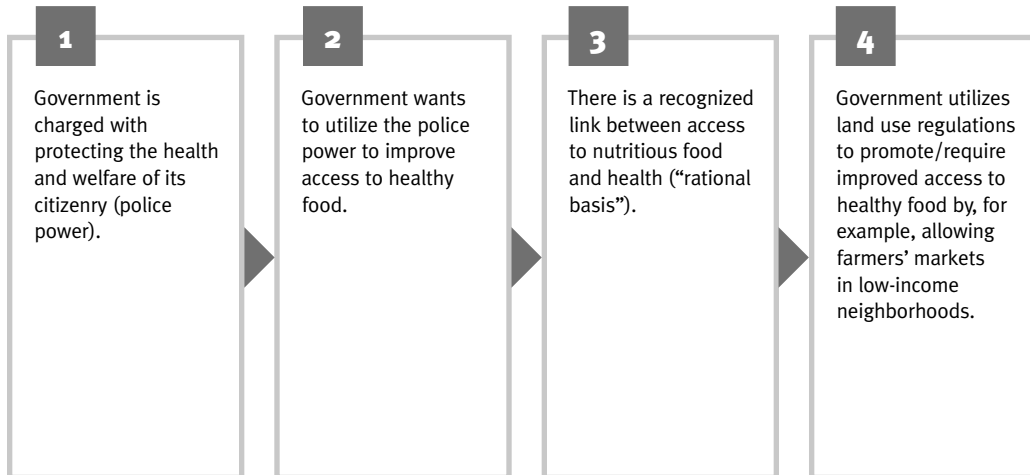 1
Government is
charged with
protecting the health
and welfare of its
citizenry (police
power).
2
Government wants
to utilize the police
power to improve
access to healthy
food.
3
There is a recognized
link between access
to nutritious food
and health (“rational
basis”).
4
Government utilizes
land use regulations
to promote/require
improved access to
healthy food by, for
example, allowing
farmers’ markets
in low-income
neighborhoods.